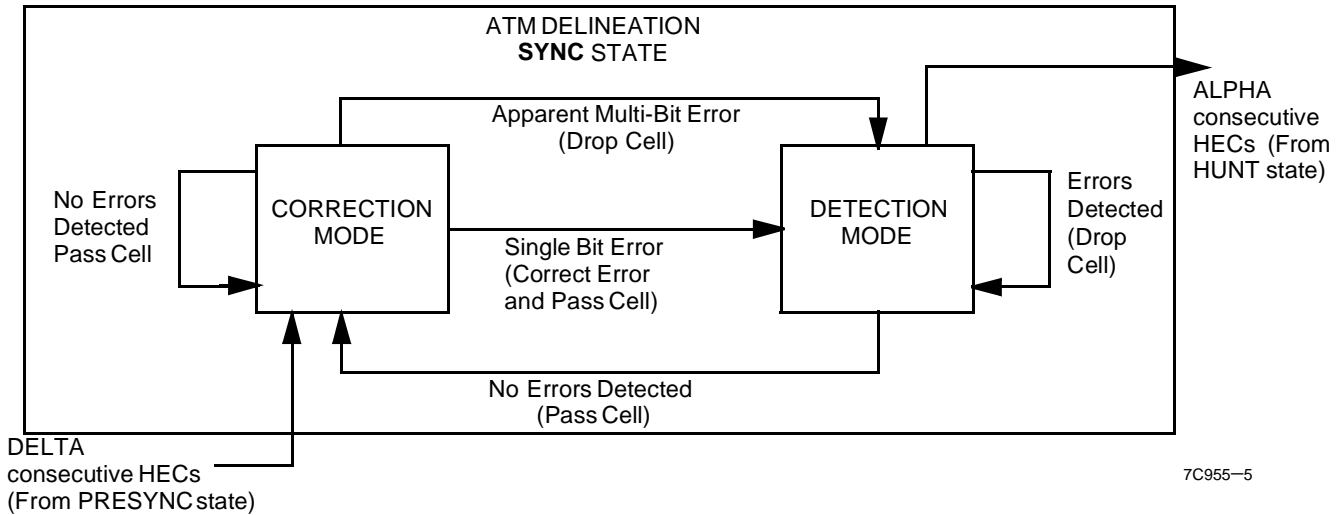 ATM DELINEATION
SYNC STATE
ALPHA
consecutive
HECs (From
HUNT state)
Apparent Multi-Bit Error
(Drop Cell)
No Errors
Detected
Pass Cell
CORRECTION
MODE
DETECTION
MODE
Errors
Detected
(Drop
Cell)
Single Bit Error
(Correct Error
and Pass Cell)
No Errors Detected
(Pass Cell)
DELTA
consecutive HECs
(From PRESYNC state)
7C955–5